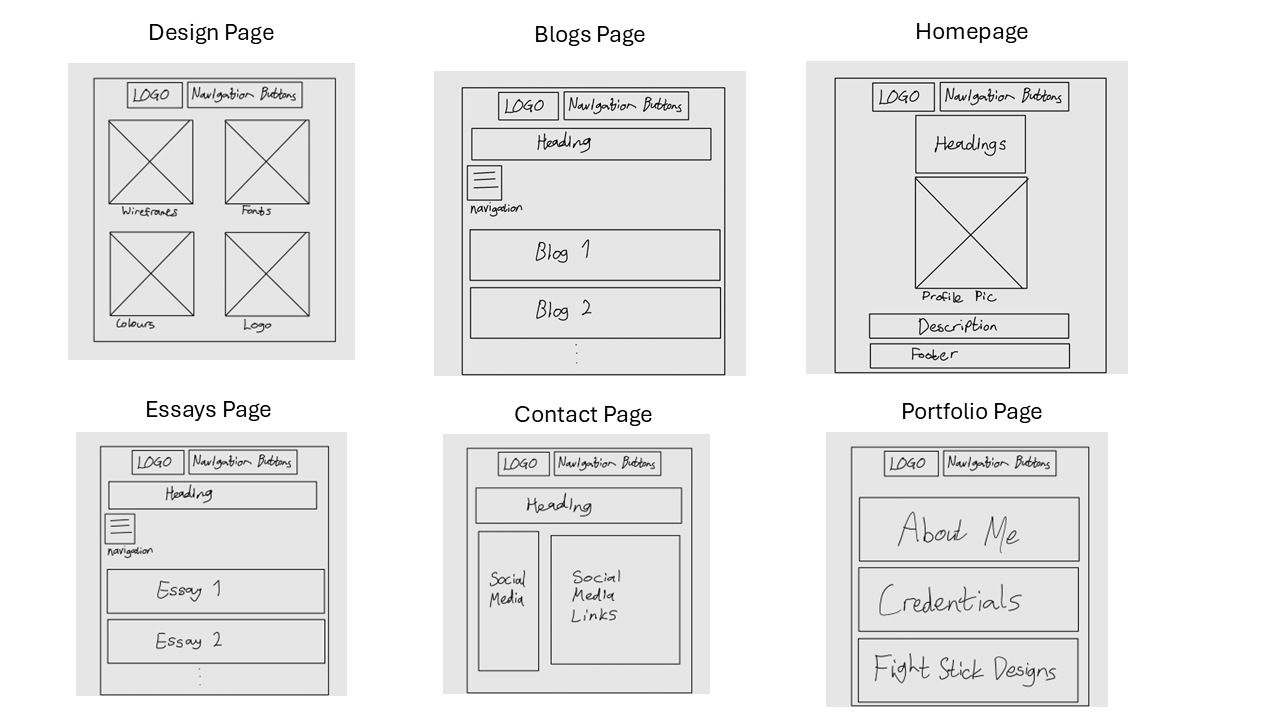 Design Page
LOGO
Navigation Buttons
Wireframes
Fonts
Colours
Logo
Blogs Page
LOGO
Navigation Buttons
Heading
navigation
Blog 1
Blog 2
Homepage
LOGO
Navigation Buttons
Headings
Profile Pic
Description
Footer
Essays Page
LOGO
Navigation Buttons
Heading
navigation
Essay 1
Essay 2
Contact Page
LOGO
Navigation Buttons
Heading
Social
Media
Social
Media
Links
Portfolio Page
LOGO
Navigation Buttons
About Me
Credentials
Fight Stick Designs